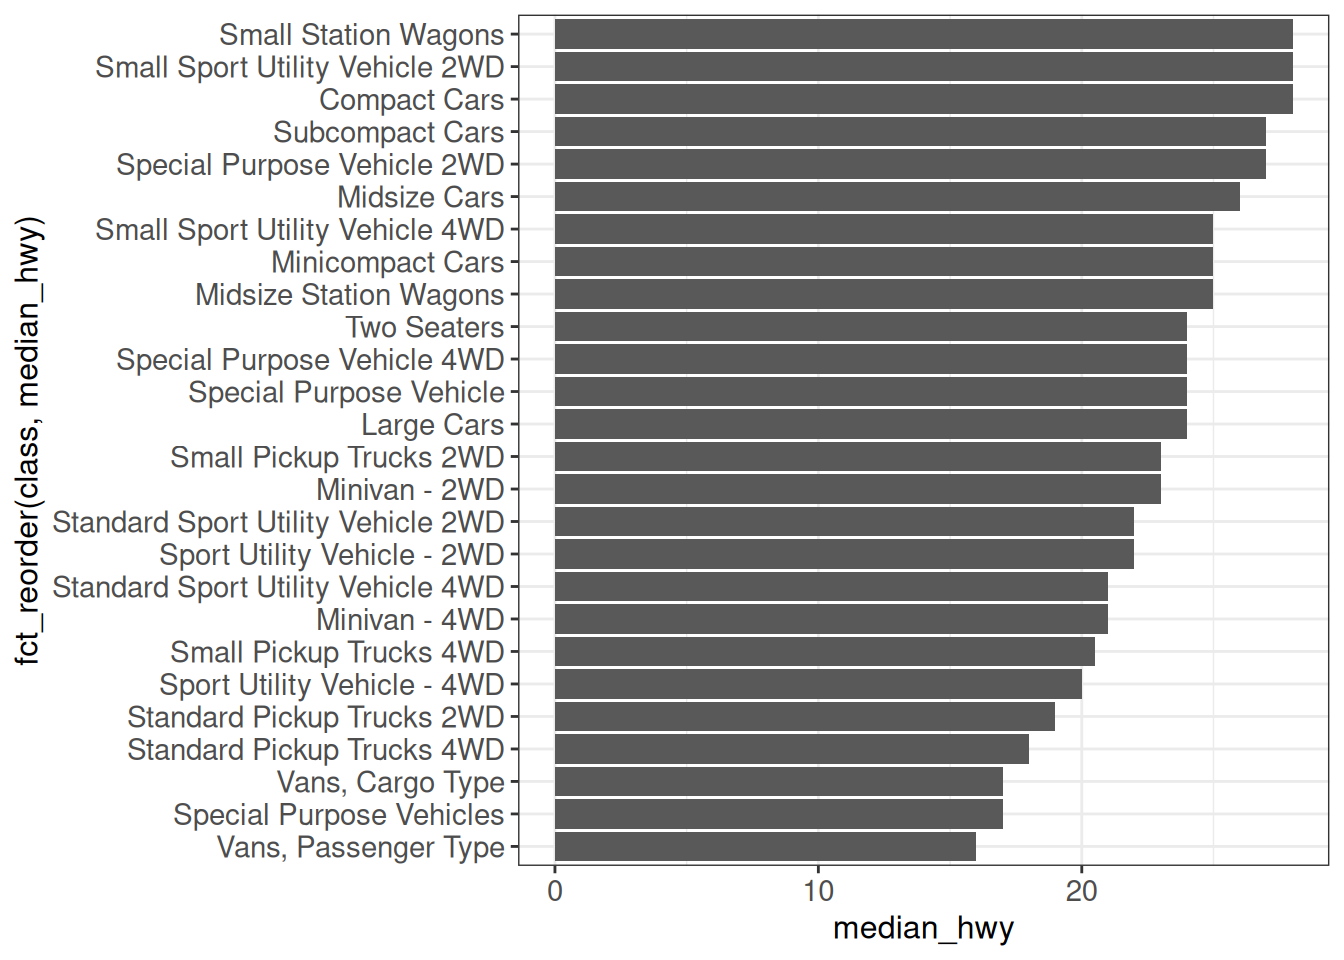 Small Station Wagons
Small Sport Utility Vehicle 2WD
Compact Cars
Subcompact Cars
Special Purpose Vehicle 2WD
Midsize Cars
Small Sport Utility Vehicle 4WD
Minicompact Cars
Midsize Station Wagons
Two Seaters
Special Purpose Vehicle 4WD
Special Purpose Vehicle
Large Cars
Small Pickup Trucks 2WD
Minivan - 2WD
Standard Sport Utility Vehicle 2WD
Sport Utility Vehicle - 2WD
Standard Sport Utility Vehicle 4WD
Minivan - 4WD
Small Pickup Trucks 4WD
Sport Utility Vehicle - 4WD
Standard Pickup Trucks 2WD
Standard Pickup Trucks 4WD
Vans, Cargo Type
Special Purpose Vehicles
Vans, Passenger Type
fct_reorder(class, median_hwy)
0 10 20
median_hwy